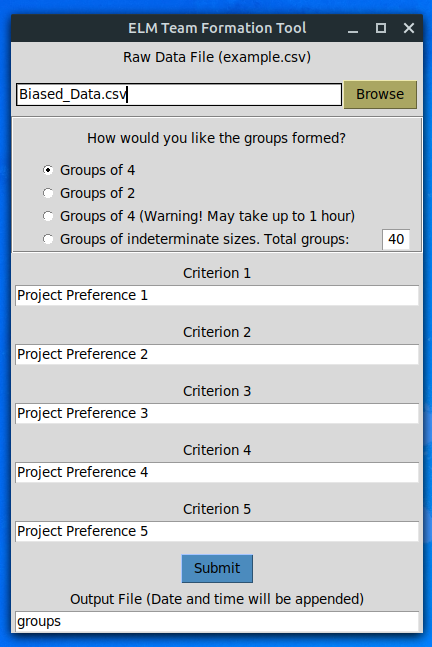 ELM Team Formation Tool
Raw Data File (example.csv)
Biased_Data.csv
Browse
How would you like the groups formed?
Groups of 4
Groups of 2
Groups of 4 (Warning! May take up to 1 hour)
Groups of indeterminate sizes. Total groups: 40
Criterion 1
Project Preference 1
Criterion 2
Project Preference 2
Criterion 3
Project Preference 3
Criterion 4
Project Preference 4
Criterion 5
Project Preference 5
Submit
Output File (Date and time will be appended)
groups